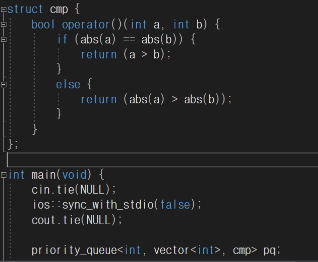 struct cmp {
    bool operator()(int a, int b) {
        if (abs(a) == abs(b)) {
            return (a > b);
        }
        else {
            return (abs(a) > abs(b));
        }
    }
};
int main(void) {
    cin.tie(NULL);
    ios::sync_with_stdio(false);
    cout.tie(NULL);
    priority_queue<int, vector<int>, cmp> pq;